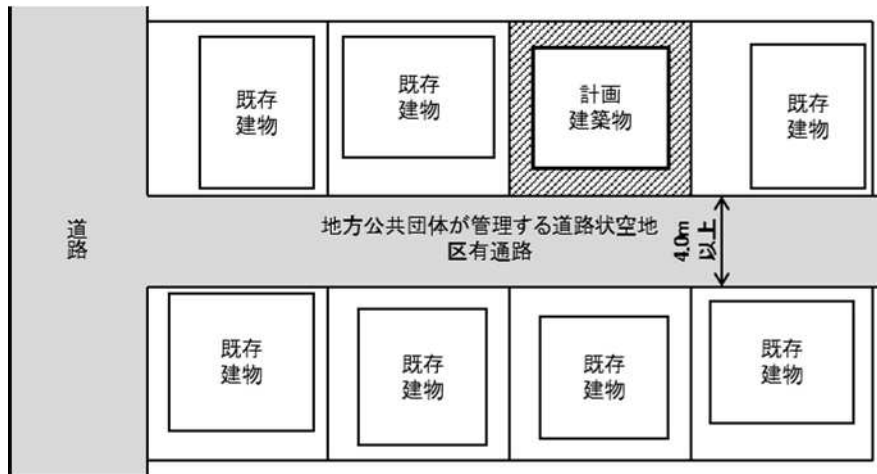 既存
建物
既存
建物
計画
建築物
既存
建物
道路
地方公共団体が管理する道路状空地
区有通路
4.0m
以上
既存
建物
既存
建物
既存
建物
既存
建物